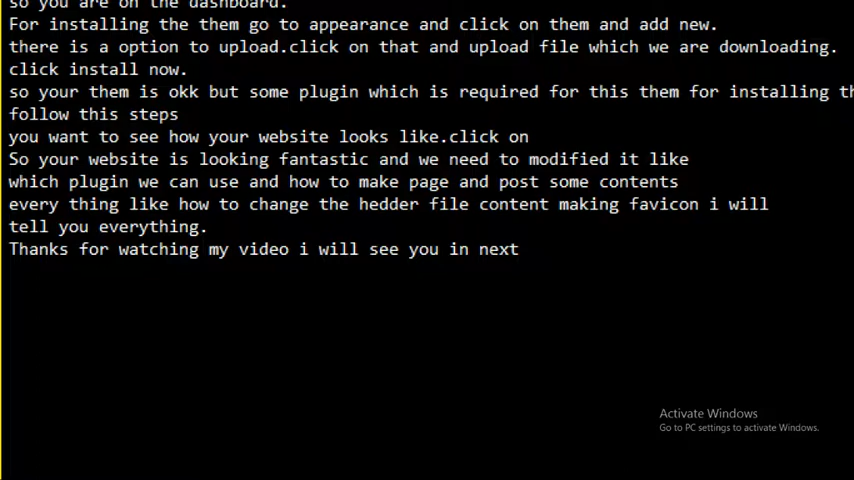 so you are on the dashboard.
For installing the them go to appearance and click on them and add new.
there is a option to upload.click on that and upload file which we are downloading.
click install now.
so your them is okk but some plugin which is required for this them for installing th
follow this steps
you want to see how your website looks like.click on
So your website is looking fantastic and we need to modified it like
which plugin we can use and how to make page and post some contents
every thing like how to change the hedder file content making favicon i will
tell you everything.
Thanks for watching my video i will see you in next
Activate Windows
Go to PC settings to activate Windows.